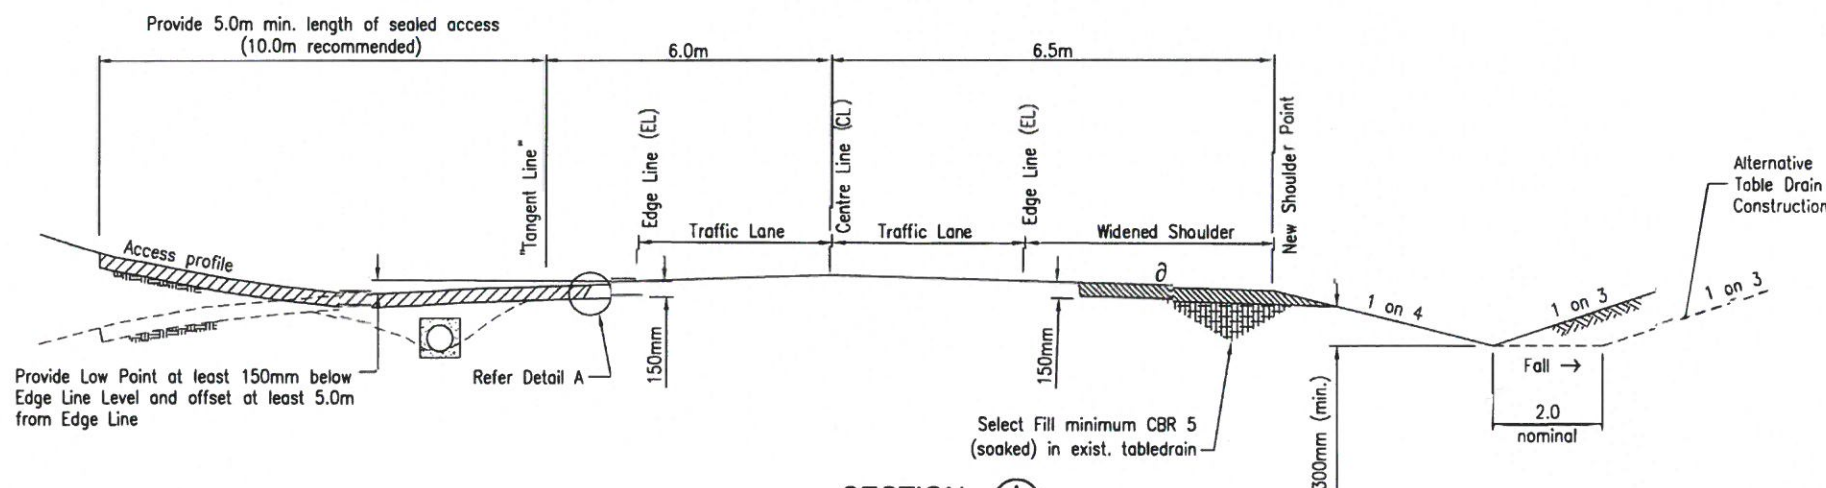 Provide 5.0m min. length of sealed access
(10.0m recommended)
6.0m
6.5m
"Tangent Line"
Edge Line (EL)
Centre Line (CL)
Edge Line (EL)
New Shoulder Point
Alternative
Table Drain
Construction
Traffic Lane
Traffic Lane
Widened Shoulder
Access profile
∂
1 on 4
1 on 3
1 on 3
Provide Low Point at least 150mm below
Edge Line Level and offset at least 5.0m
from Edge Line
Refer Detail A
150mm
150mm
Select Fill minimum CBR 5
(soaked) in exist. tabledrain
300mm (min.)
Fall →
2.0
nominal
SECTION